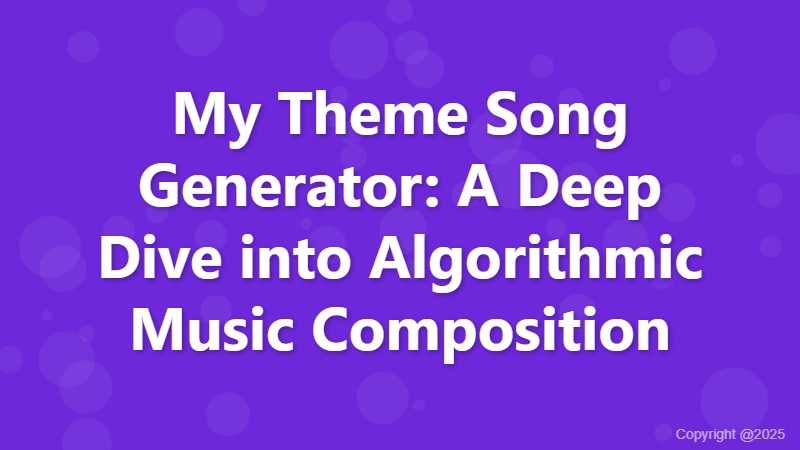 My Theme Song
Generator: A Deep
Dive into Algorithmic
Music Composition
Copyright @2025